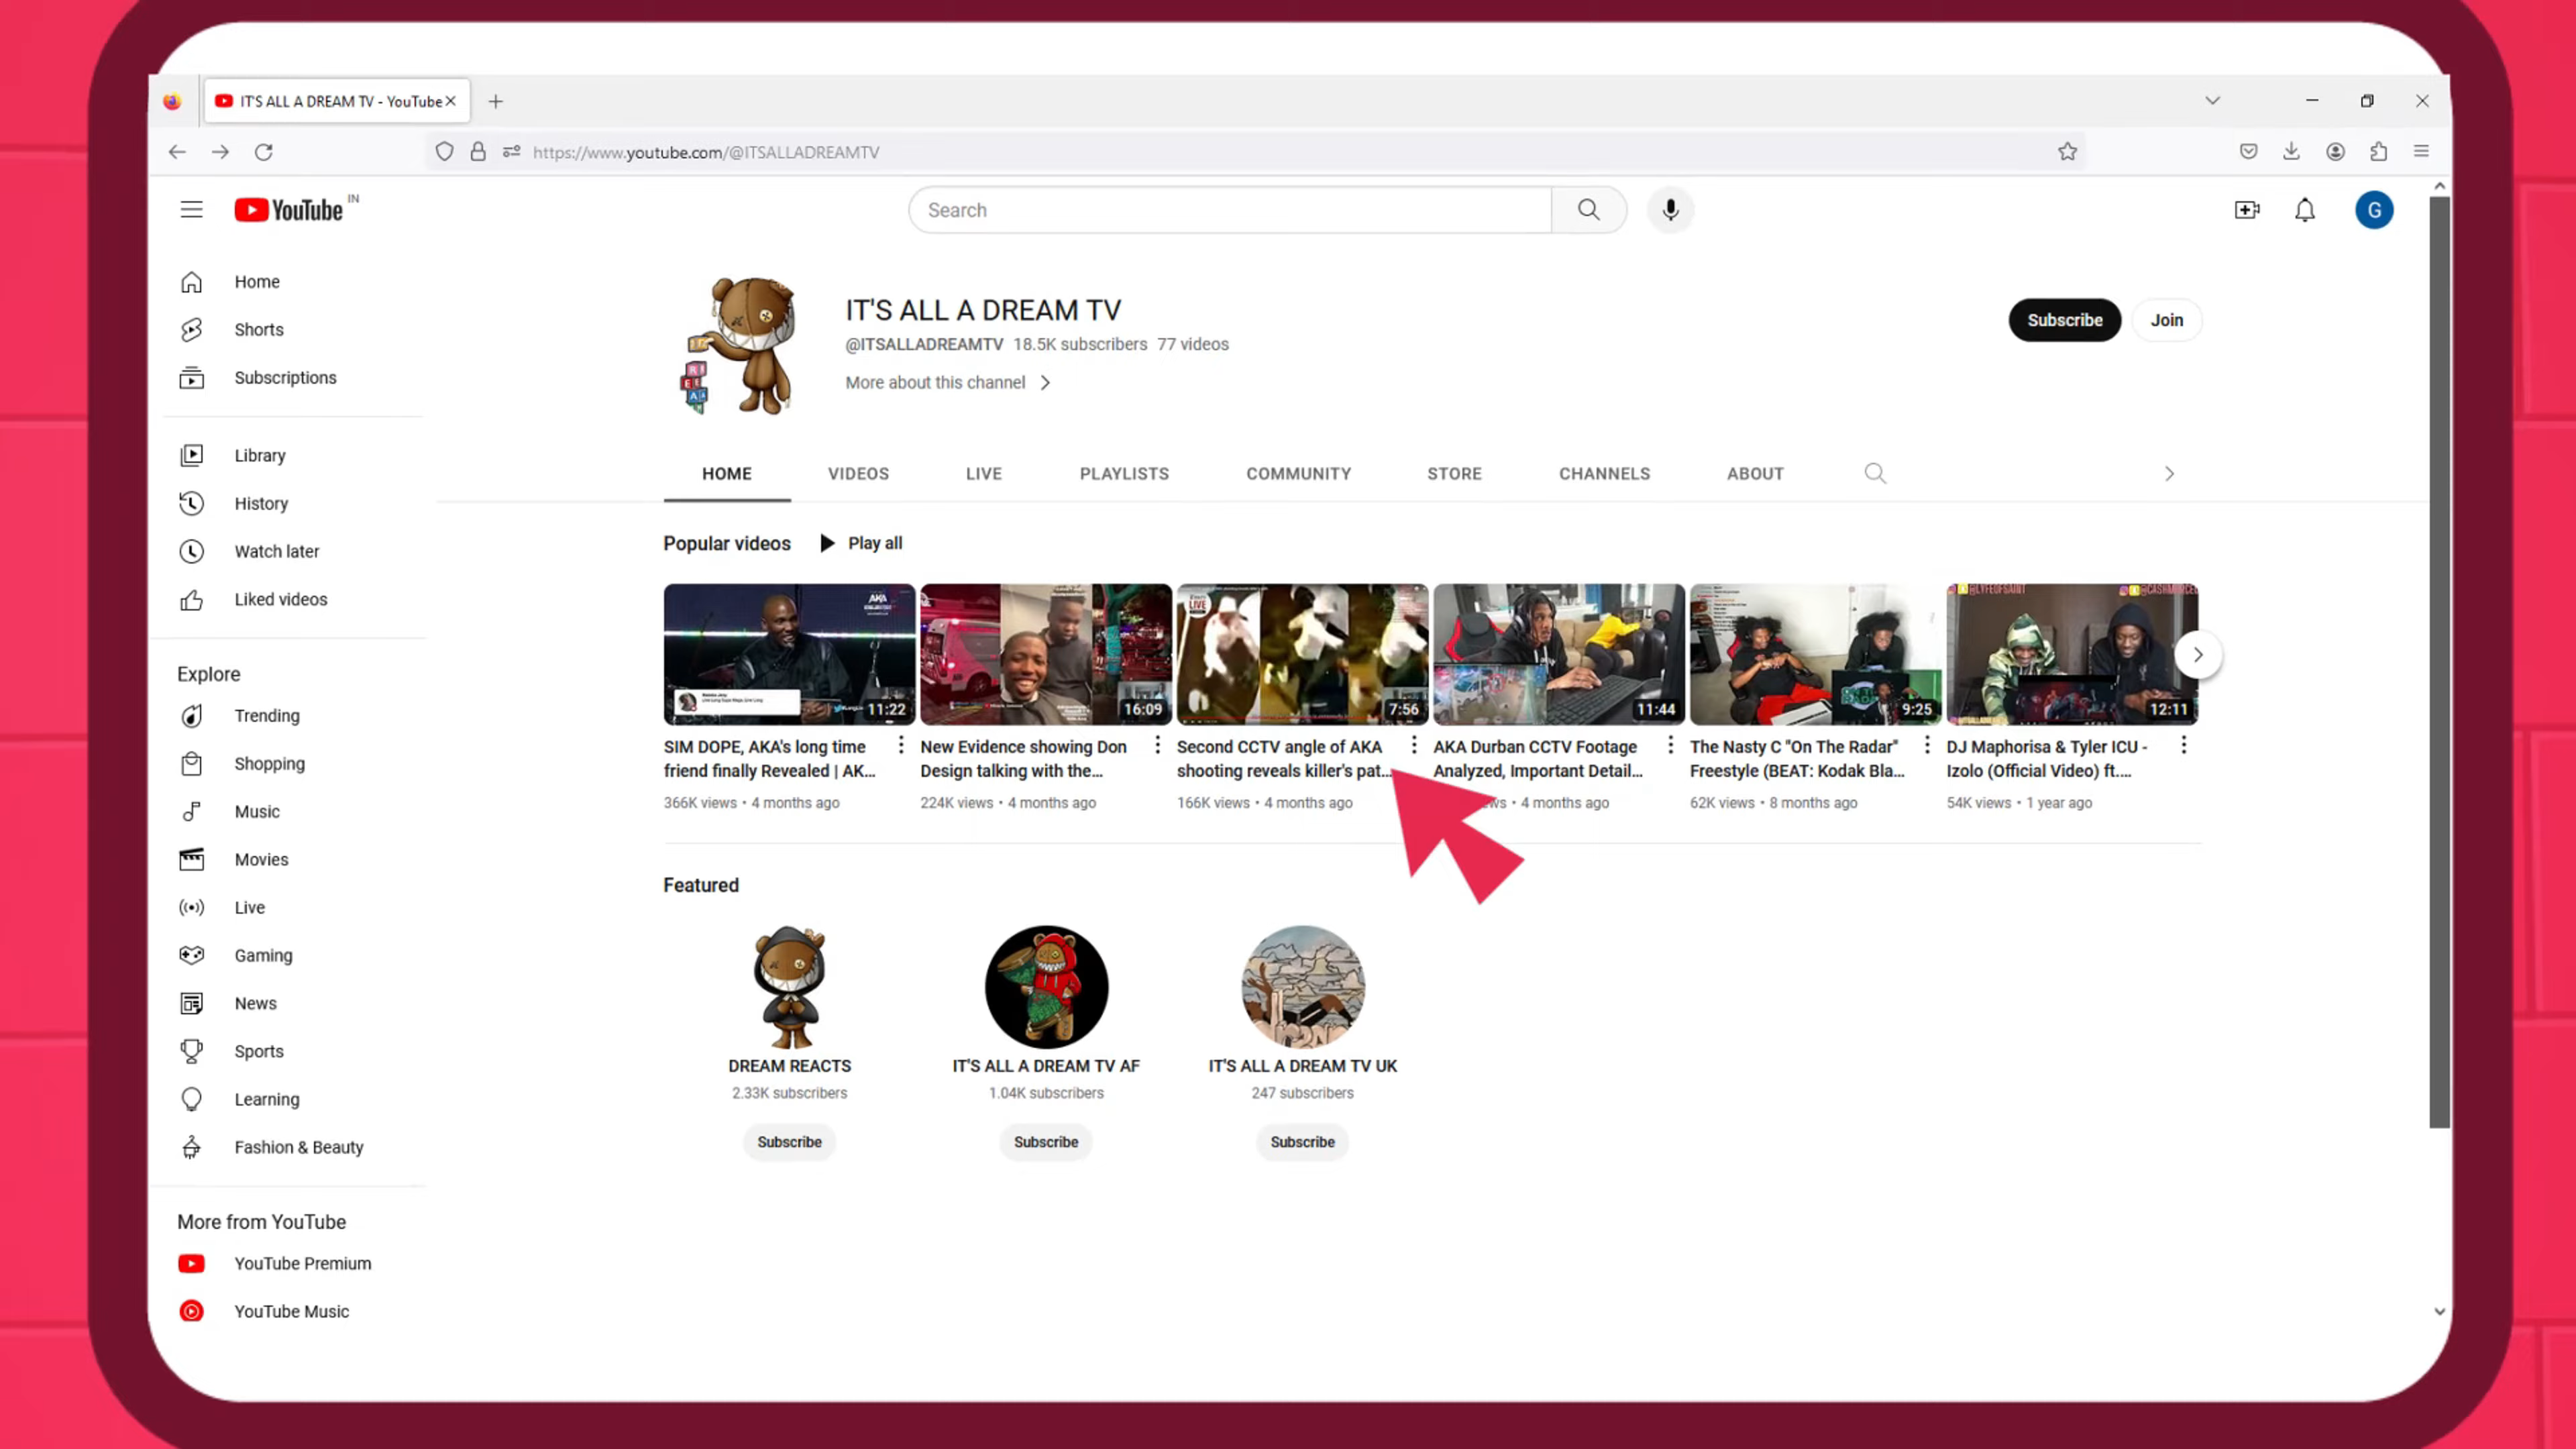 IT'S ALL A DREAM TV - YouTube
https://www.youtube.com/@ITSALLADREAMTV
YouTube IN
Search
G
Home
Shorts
Subscriptions
Library
History
Watch later
Liked videos
Explore
Trending
Shopping
Music
Movies
Live
Gaming
News
Sports
Learning
Fashion & Beauty
More from YouTube
YouTube Premium
YouTube Music
IT'S ALL A DREAM TV
@ITSALLADREAMTV 18.5K subscribers 77 videos
More about this channel
Subscribe
Join
HOME VIDEOS LIVE PLAYLISTS COMMUNITY STORE CHANNELS ABOUT
Popular videos
Play all
AKA
11:22
SIM DOPE, AKA's long time
friend finally Revealed | AK...
366K views • 4 months ago
16:09
New Evidence showing Don
Design talking with the...
224K views • 4 months ago
LIVE
7:56
Second CCTV angle of AKA
shooting reveals killer's pat...
166K views • 4 months ago
11:44
AKA Durban CCTV Footage
Analyzed, Important Detail...
• 4 months ago
9:25
The Nasty C "On The Radar"
Freestyle (BEAT: Kodak Bla...
62K views • 8 months ago
12:11
DJ Maphorisa & Tyler ICU -
Izolo (Official Video) ft....
54K views • 1 year ago
Featured
DREAM REACTS
2.33K subscribers
Subscribe
IT'S ALL A DREAM TV AF
1.04K subscribers
Subscribe
IT'S ALL A DREAM TV UK
247 subscribers
Subscribe